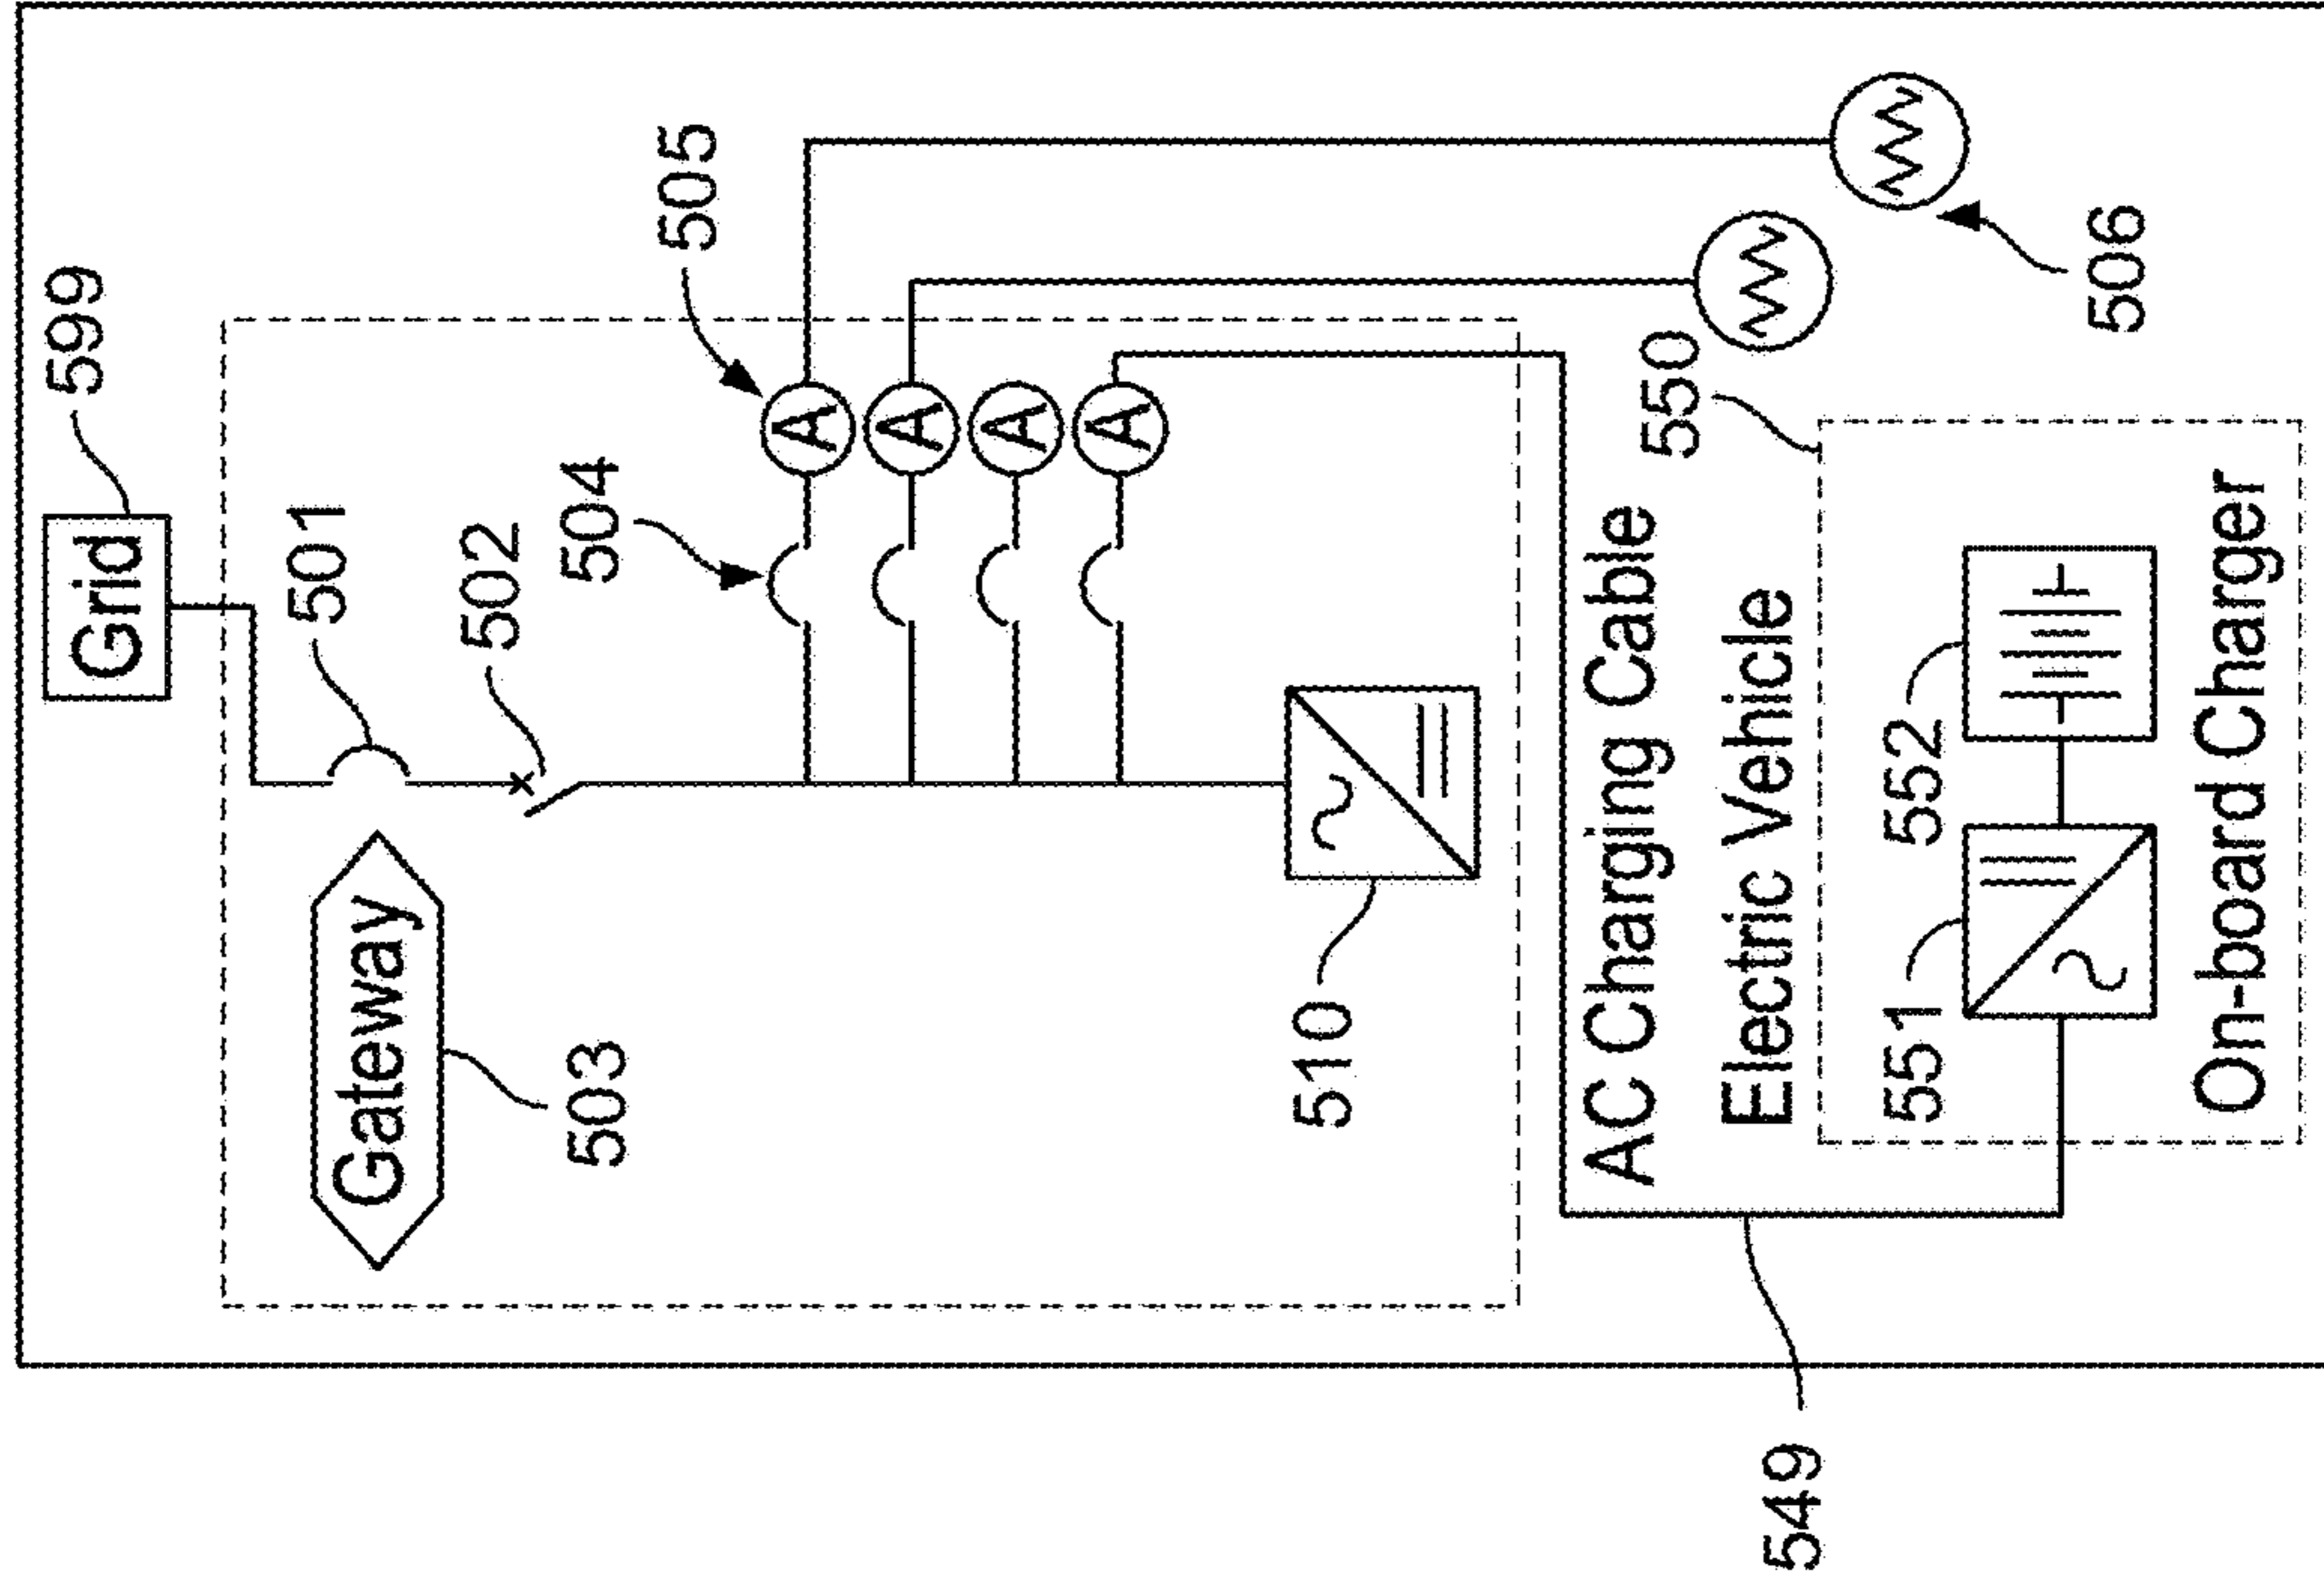 Grid
599
501
502
504
505
Gateway
503
A
A
A
A
510
AC Charging Cable
Electric Vehicle
550
506
551
552
On-board Charger
549